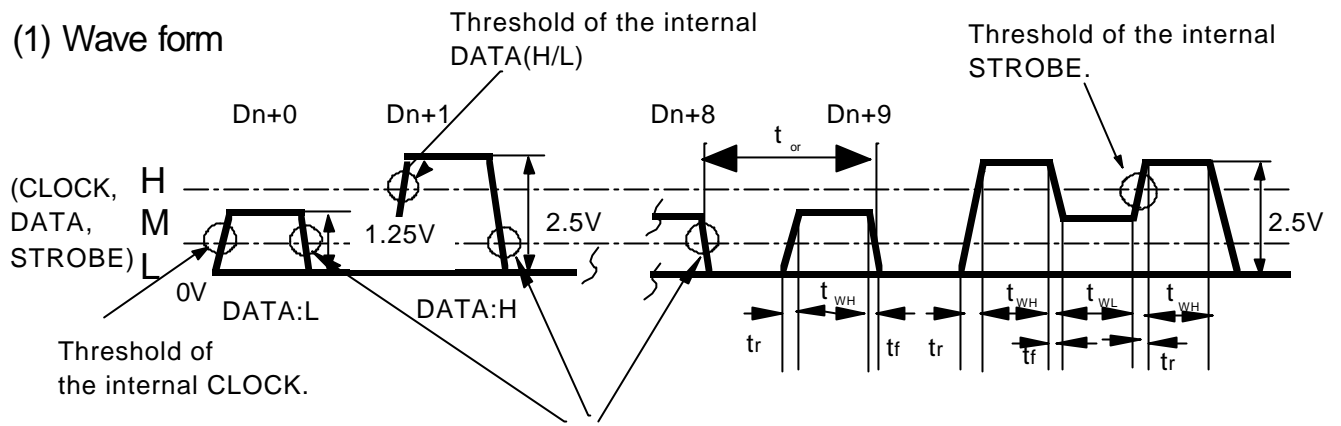 (1) Wave form
Threshold of the internal
DATA(H/L)
Threshold of the internal
STROBE.
Dn+0
Dn+1
Dn+8
Dn+9
t or
(CLOCK,
DATA,
STROBE)
H
M
L
0V
1.25V
2.5V
2.5V
DATA:L
DATA:H
t WH
t WH
t WL
t WH
tr
tf
tr
tf
tr
Threshold of
the internal CLOCK.